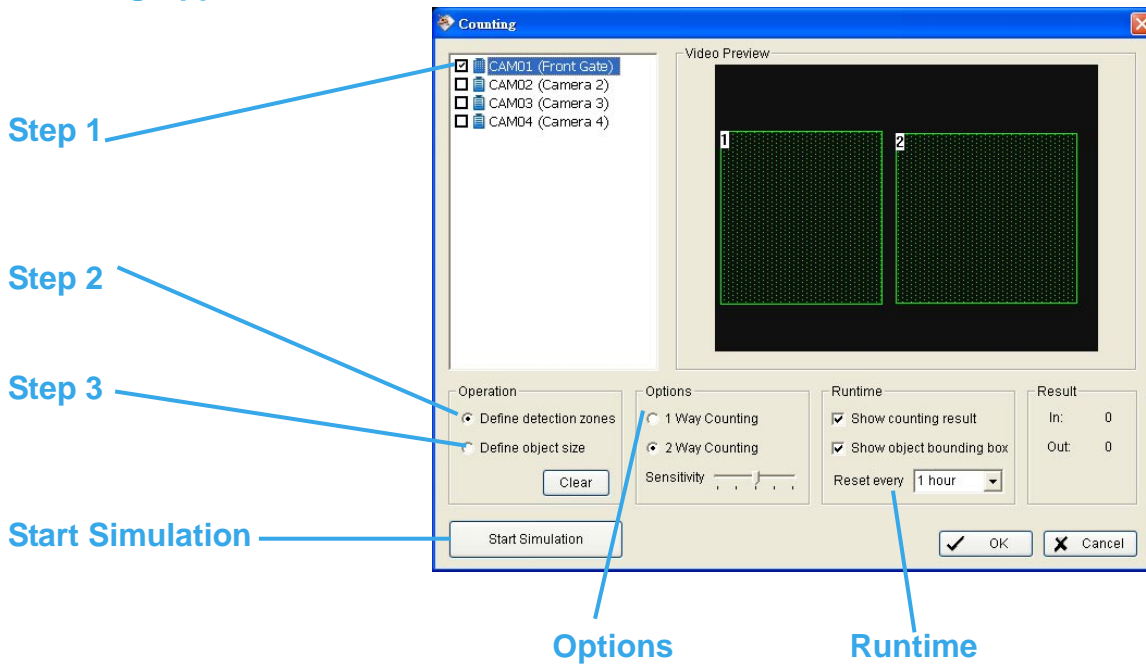 Counting
CAM01 (Front Gate)
CAM02 (Camera 2)
CAM03 (Camera 3)
CAM04 (Camera 4)
Video Preview
1
2
Step 1
Step 2
Step 3
Operation
Define detection zones
Define object size
Clear
Options
1 Way Counting
2 Way Counting
Sensitivity
Runtime
Show counting result
Show object bounding box
Reset every 1 hour
Result
In: 0
Out: 0
Start Simulation
Start Simulation
OK
Cancel
Options
Runtime